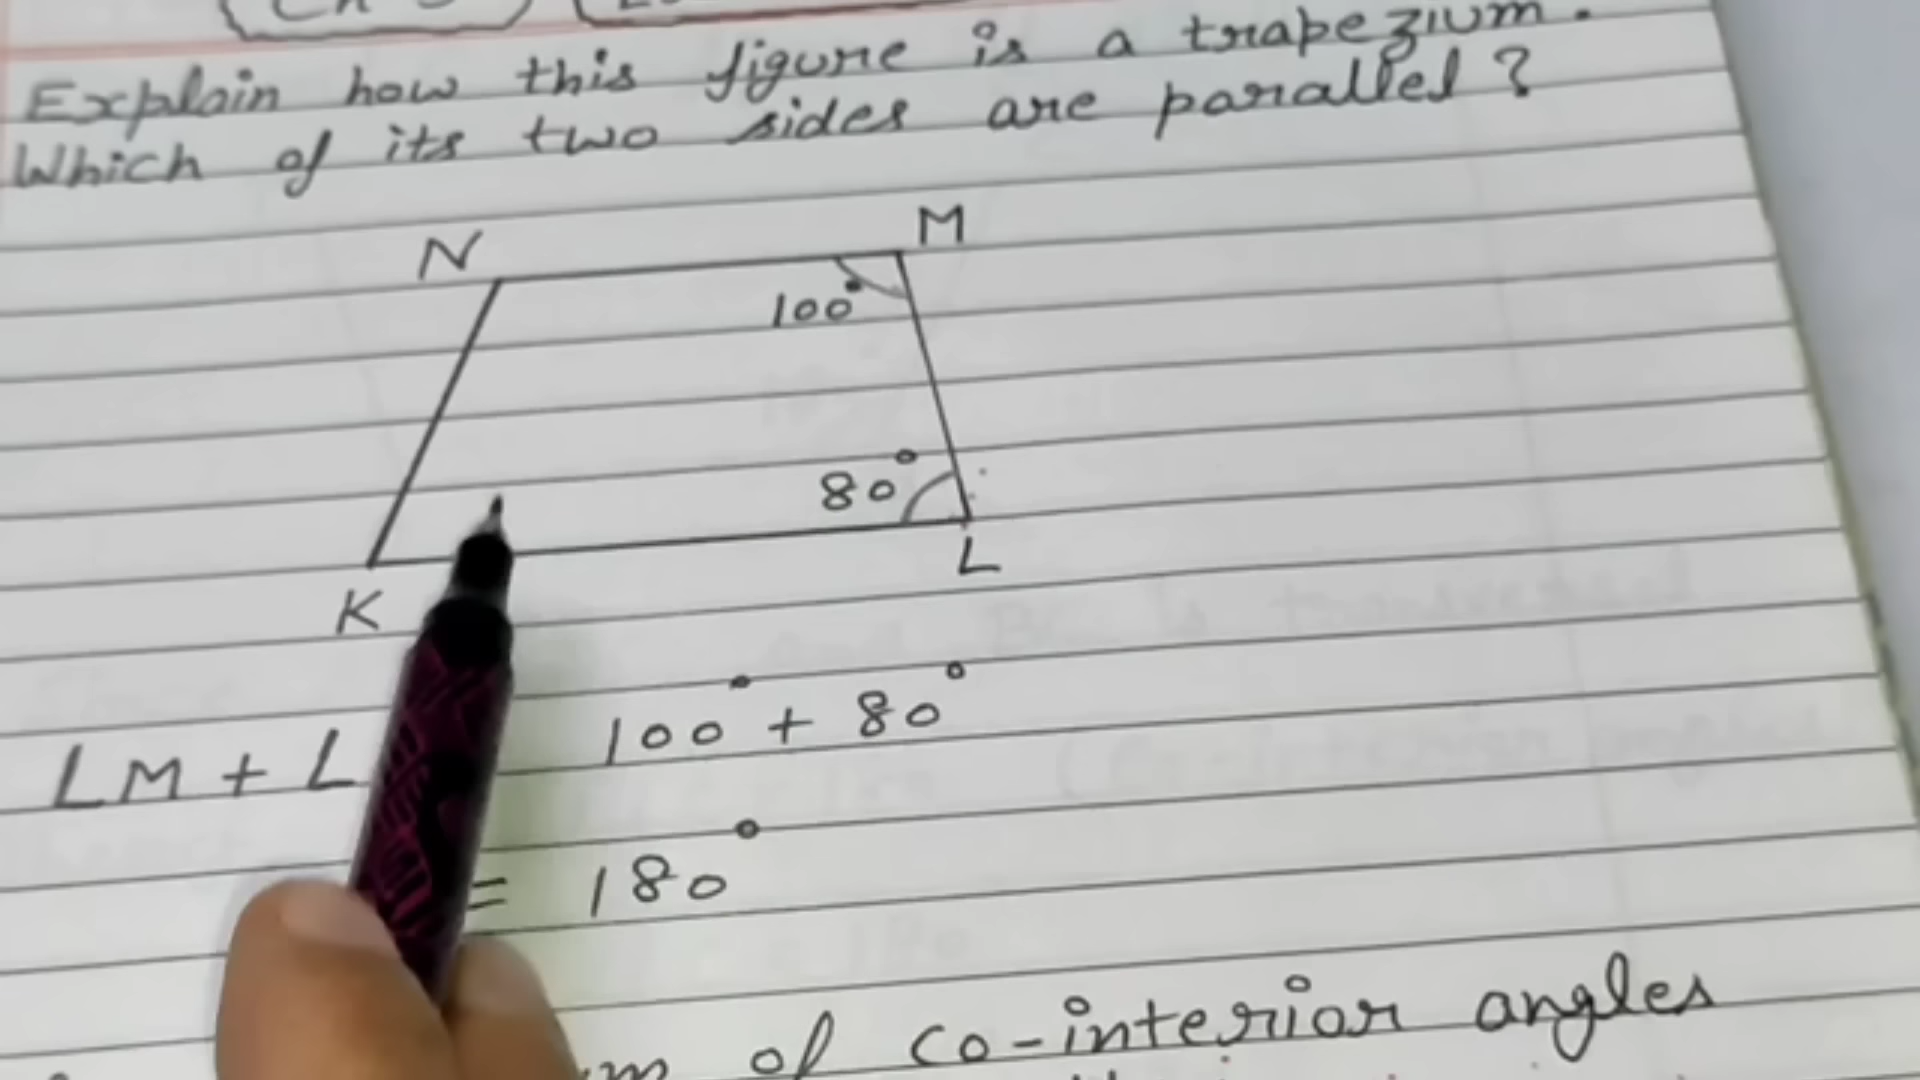 Explain how this figure is a trapezium.
Which of its two sides are parallel?
N M
100°
80°
K L
∠M + ∠ 100° + 80°
= 180°
of co-interior angles